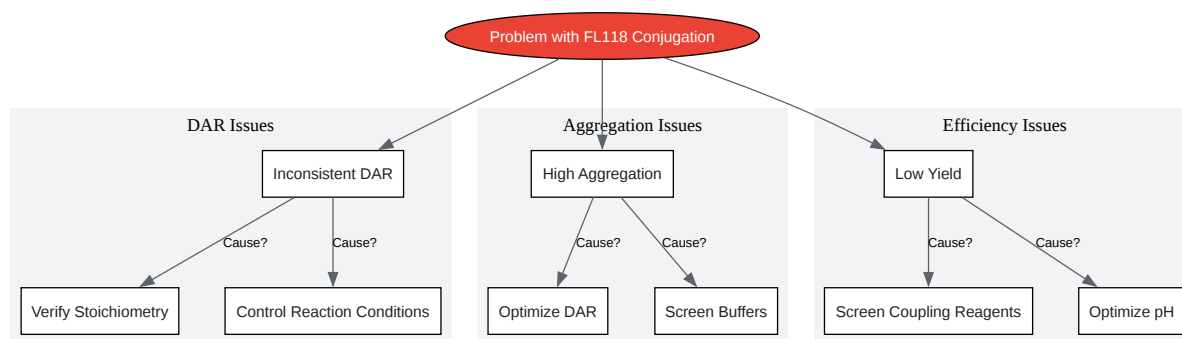 Problem with FL118 Conjugation
DAR Issues
Aggregation Issues
Efficiency Issues
Inconsistent DAR
High Aggregation
Low Yield
Cause?
Cause?
Cause?
Cause?
Cause?
Cause?
Verify Stoichiometry
Control Reaction Conditions
Optimize DAR
Screen Buffers
Screen Coupling Reagents
Optimize pH